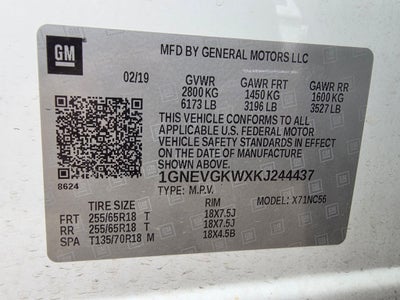 GM
MFD BY GENERAL MOTORS LLC
02/19 GVWR GAWR FRT GAWR RR
2800 KG 1450 KG 1600 KG
6173 LB 3196 LB 3527 LB
THIS VEHICLE CONFORMS TO ALL
APPLICABLE U.S. FEDERAL MOTOR
VEHICLE SAFETY STANDARDS IN EFFECT ON
THE DATE OF MANUFACTURE SHOWN ABOVE.
8624
1GNEVGKWXKJ244437
TYPE: M.P.V. MODEL: X71NC56
TIRE SIZE RIM
FRT 255/65R18 T 18X7.5J
RR 255/65R18 T 18X7.5J
SPA T135/70R18 M 18X4.5B